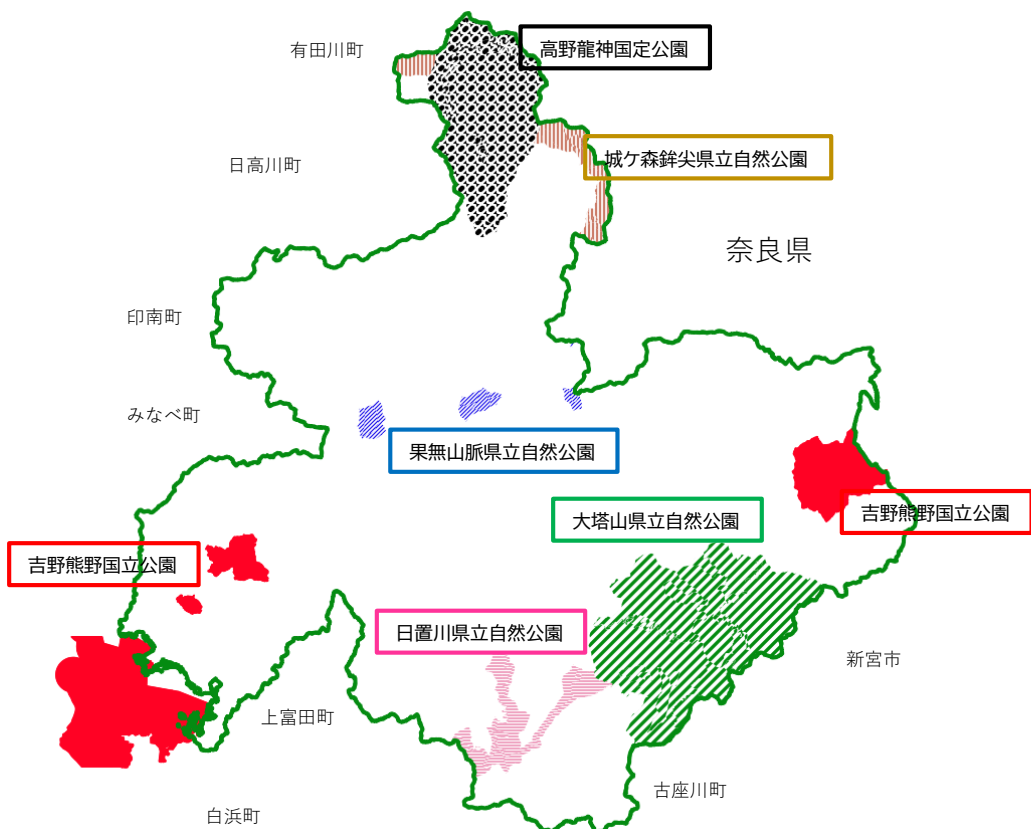 有田川町
高野龍神国定公園
城ケ森鉾尖県立自然公園
日高川町
奈良県
印南町
みなべ町
果無山脈県立自然公園
大塔山県立自然公園
吉野熊野国立公園
吉野熊野国立公園
日置川県立自然公園
新宮市
上富田町
古座川町
白浜町